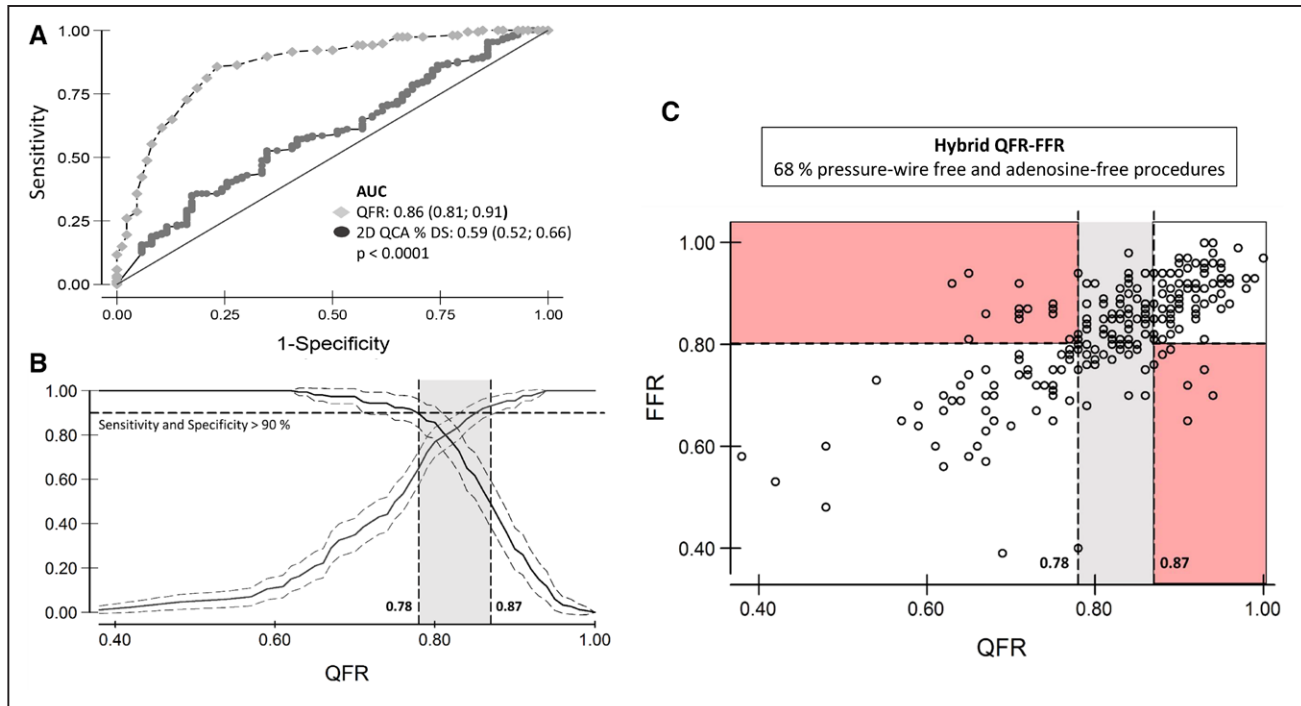 A
1.00
0.75
0.50
0.25
0.00
Sensitivity
AUC
QFR: 0.86 (0.81; 0.91)
2D QCA % DS: 0.59 (0.52; 0.66)
p < 0.0001
0.00 0.25 0.50 0.75 1.00
1-Specificity
B
1.00
0.80
0.60
0.40
0.20
0.00
Sensitivity and Specificity > 90 %
0.78 0.87
0.40 0.60 0.80 1.00
QFR
C
Hybrid QFR-FFR
68 % pressure-wire free and adenosine-free procedures
1.00
0.80
0.60
0.40
FFR
0.78 0.87
0.40 0.60 0.80 1.00
QFR